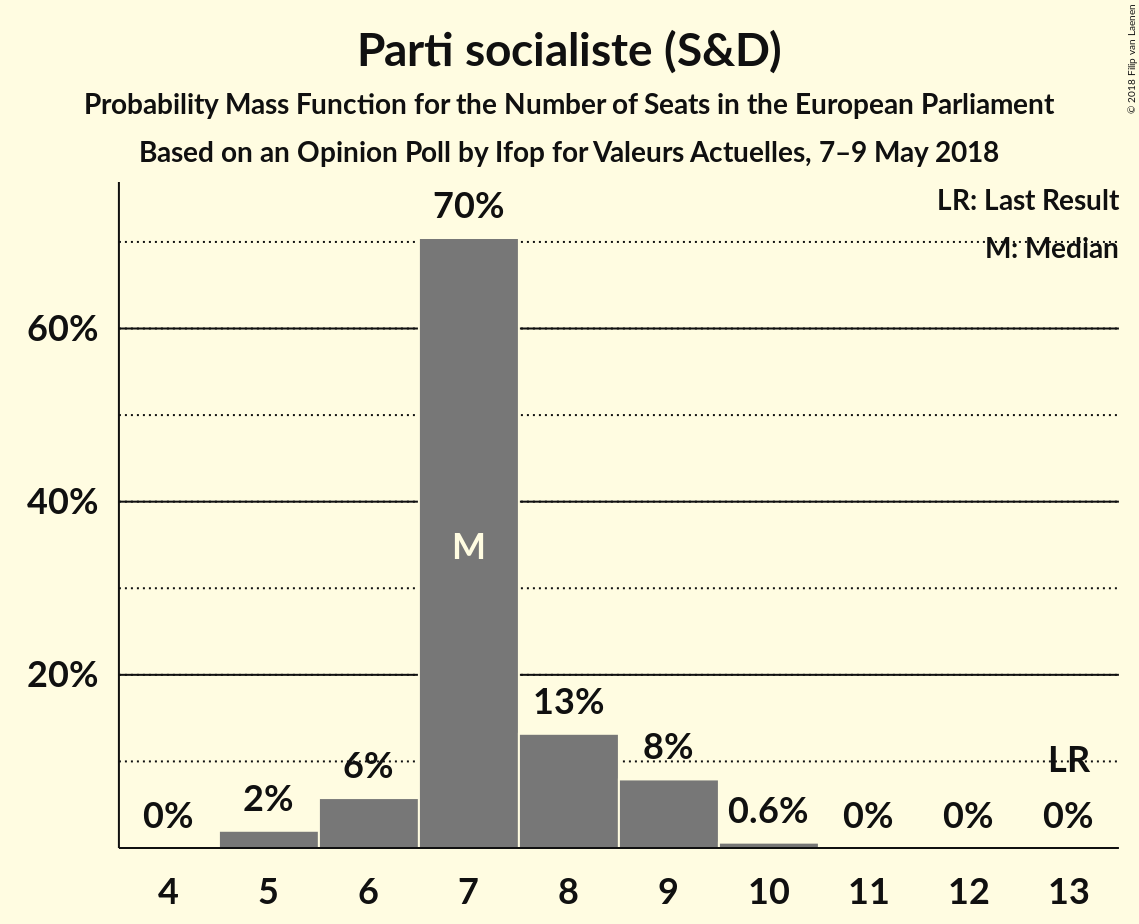 Parti socialiste (S&D)
Probability Mass Function for the Number of Seats in the European Parliament
Based on an Opinion Poll by Ifop for Valeurs Actuelles, 7–9 May 2018
© 2018 Filip van Laenen
LR: Last Result
M: Median
70%
60%
40%
M
20%
13%
8%
6%
LR
2%
0%
0.6%
0%
0%
0%
4 5 6 7 8 9 10 11 12 13